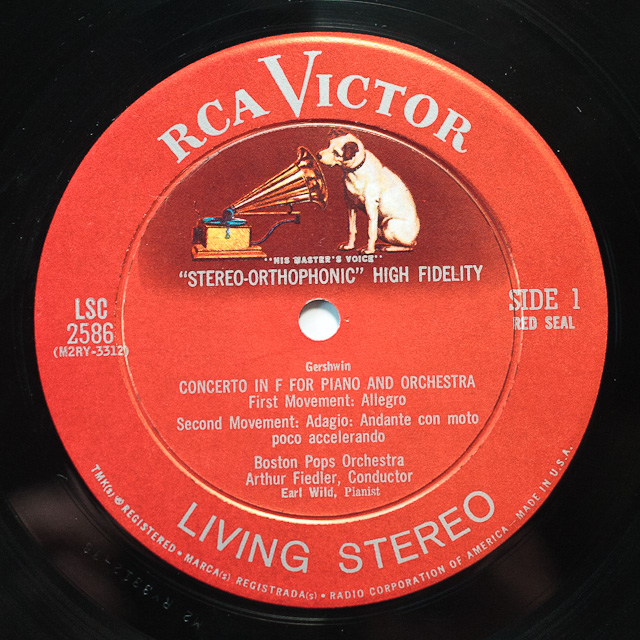 RCA VICTOR
"HIS MASTER'S VOICE"
"STEREO-ORTHOPHONIC" HIGH FIDELITY
LSC
2586
(M2RY-3312)
SIDE 1
RED SEAL
Gershwin
CONCERTO IN F FOR PIANO AND ORCHESTRA
First Movement: Allegro
Second Movement: Adagio: Andante con moto
poco accelerando
Boston Pops Orchestra
Arthur Fiedler, Conductor
Earl Wild, Pianist
LIVING STEREO
TMK(s) ® REGISTERED • MARCA(s) REGISTRADA(s) • RADIO CORPORATION OF AMERICA—MADE IN U.S.A.